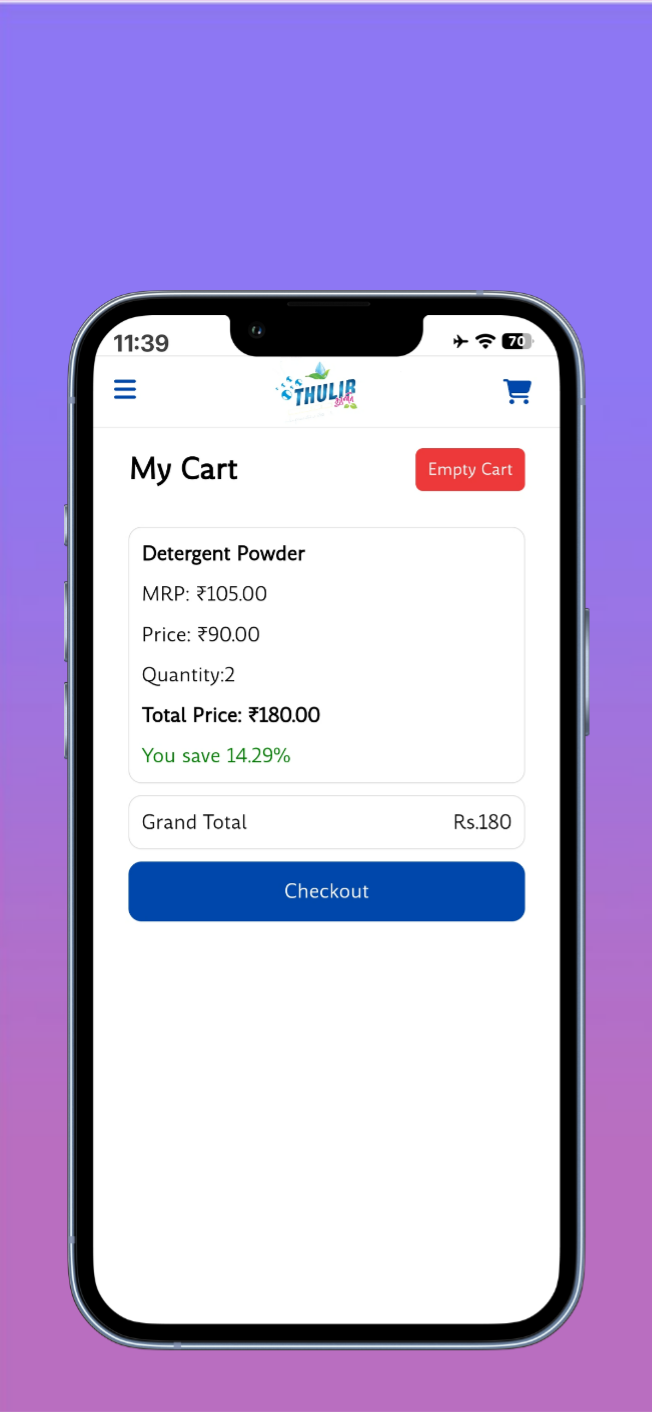 11:39
70
THULIR
My Cart
Empty Cart
Detergent Powder
MRP: ₹105.00
Price: ₹90.00
Quantity:2
Total Price: ₹180.00
You save 14.29%
Grand Total
Rs.180
Checkout